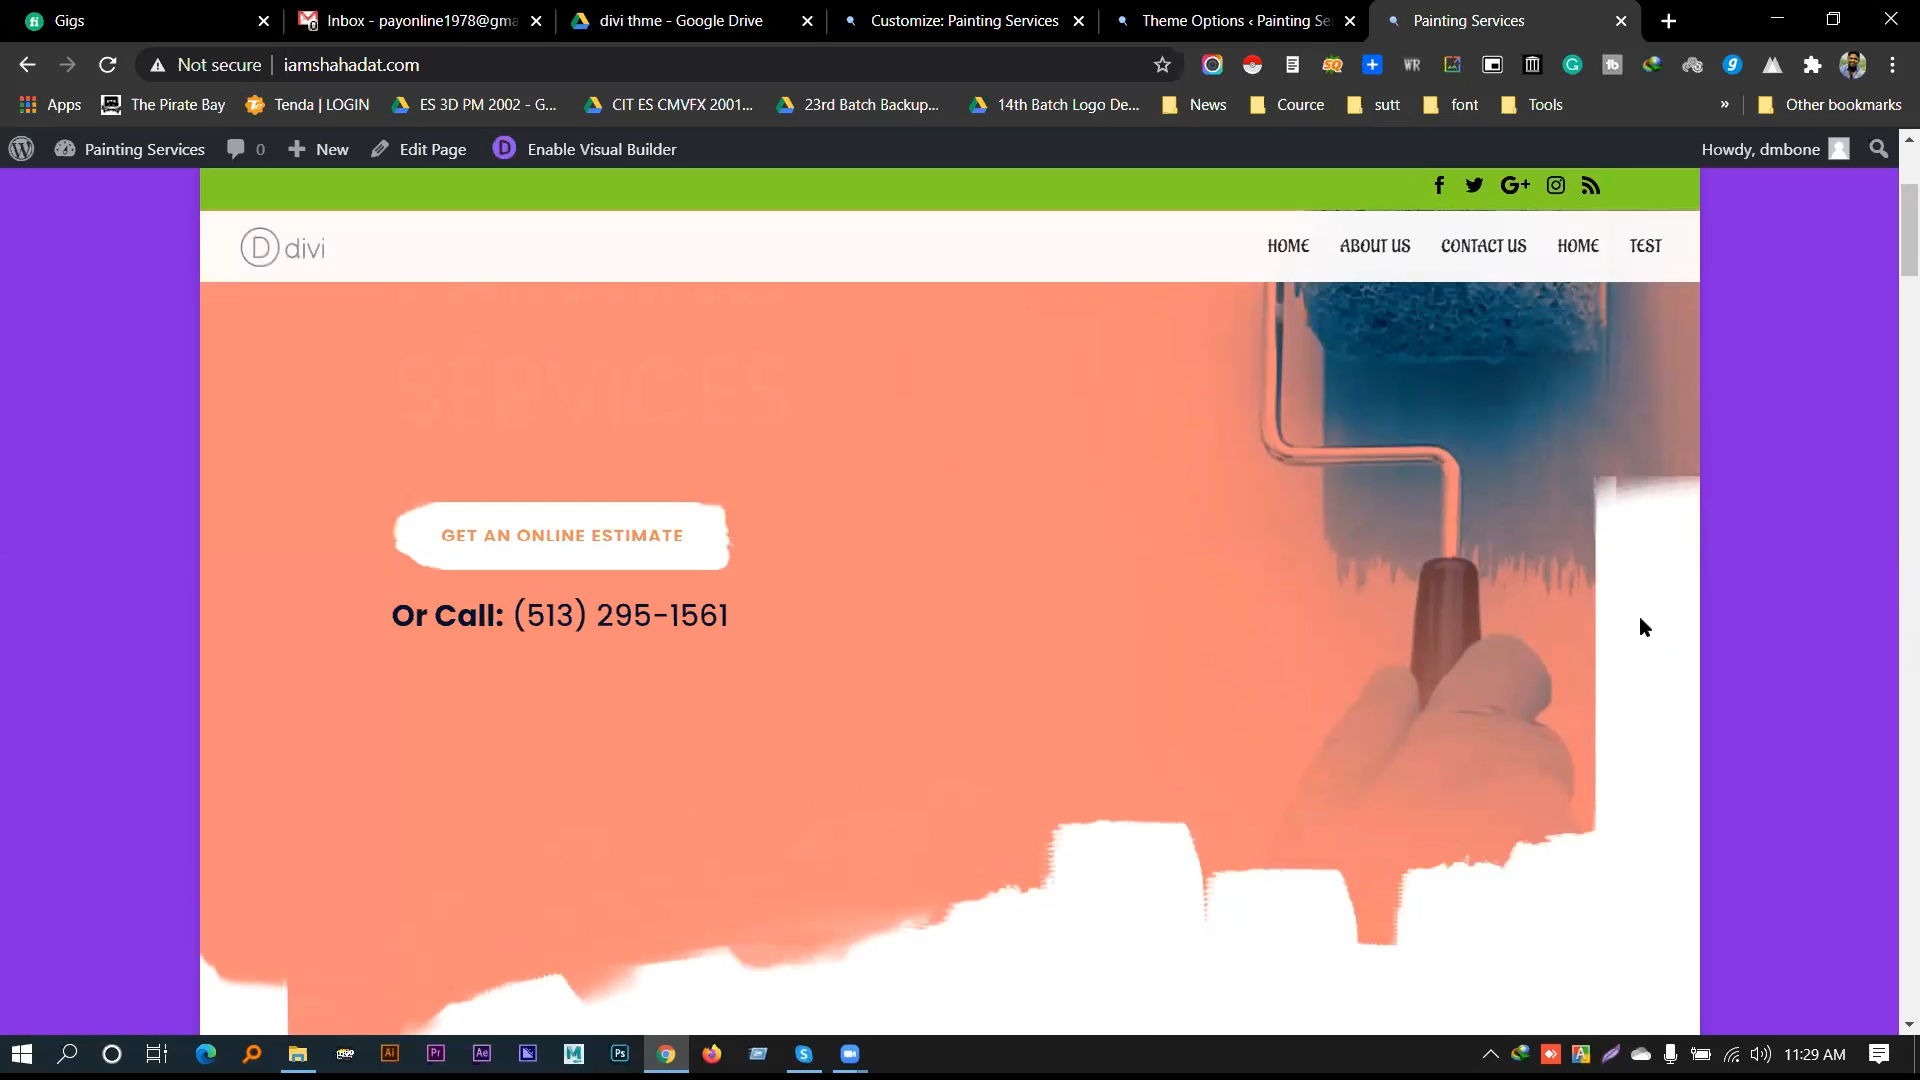 Gigs
Inbox - payonline1978@gma
divi thme - Google Drive
Customize: Painting Services
Theme Options ‹ Painting Se
Painting Services
Not secure
iamshahadat.com
Apps
The Pirate Bay
Tenda | LOGIN
ES 3D PM 2002 - G...
CIT ES CMVFX 2001...
23rd Batch Backup...
14th Batch Logo De...
News
Cource
sutt
font
Tools
»
Other bookmarks
Painting Services
0
New
Edit Page
Enable Visual Builder
Howdy, dmbone
D divi
HOME
ABOUT US
CONTACT US
HOME
TEST
SERVICES
GET AN ONLINE ESTIMATE
Or Call: (513) 295-1561
11:29 AM